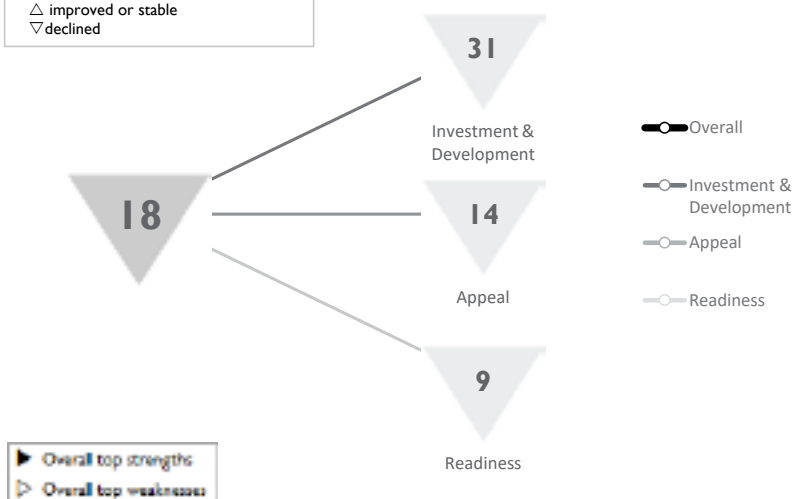 △ improved or stable
▽ declined
31
Investment &
Development
18
14
Appeal
9
Readiness
Overall
Investment &
Development
Appeal
Readiness
▶ Overall top strengths
▷ Overall top weaknesses